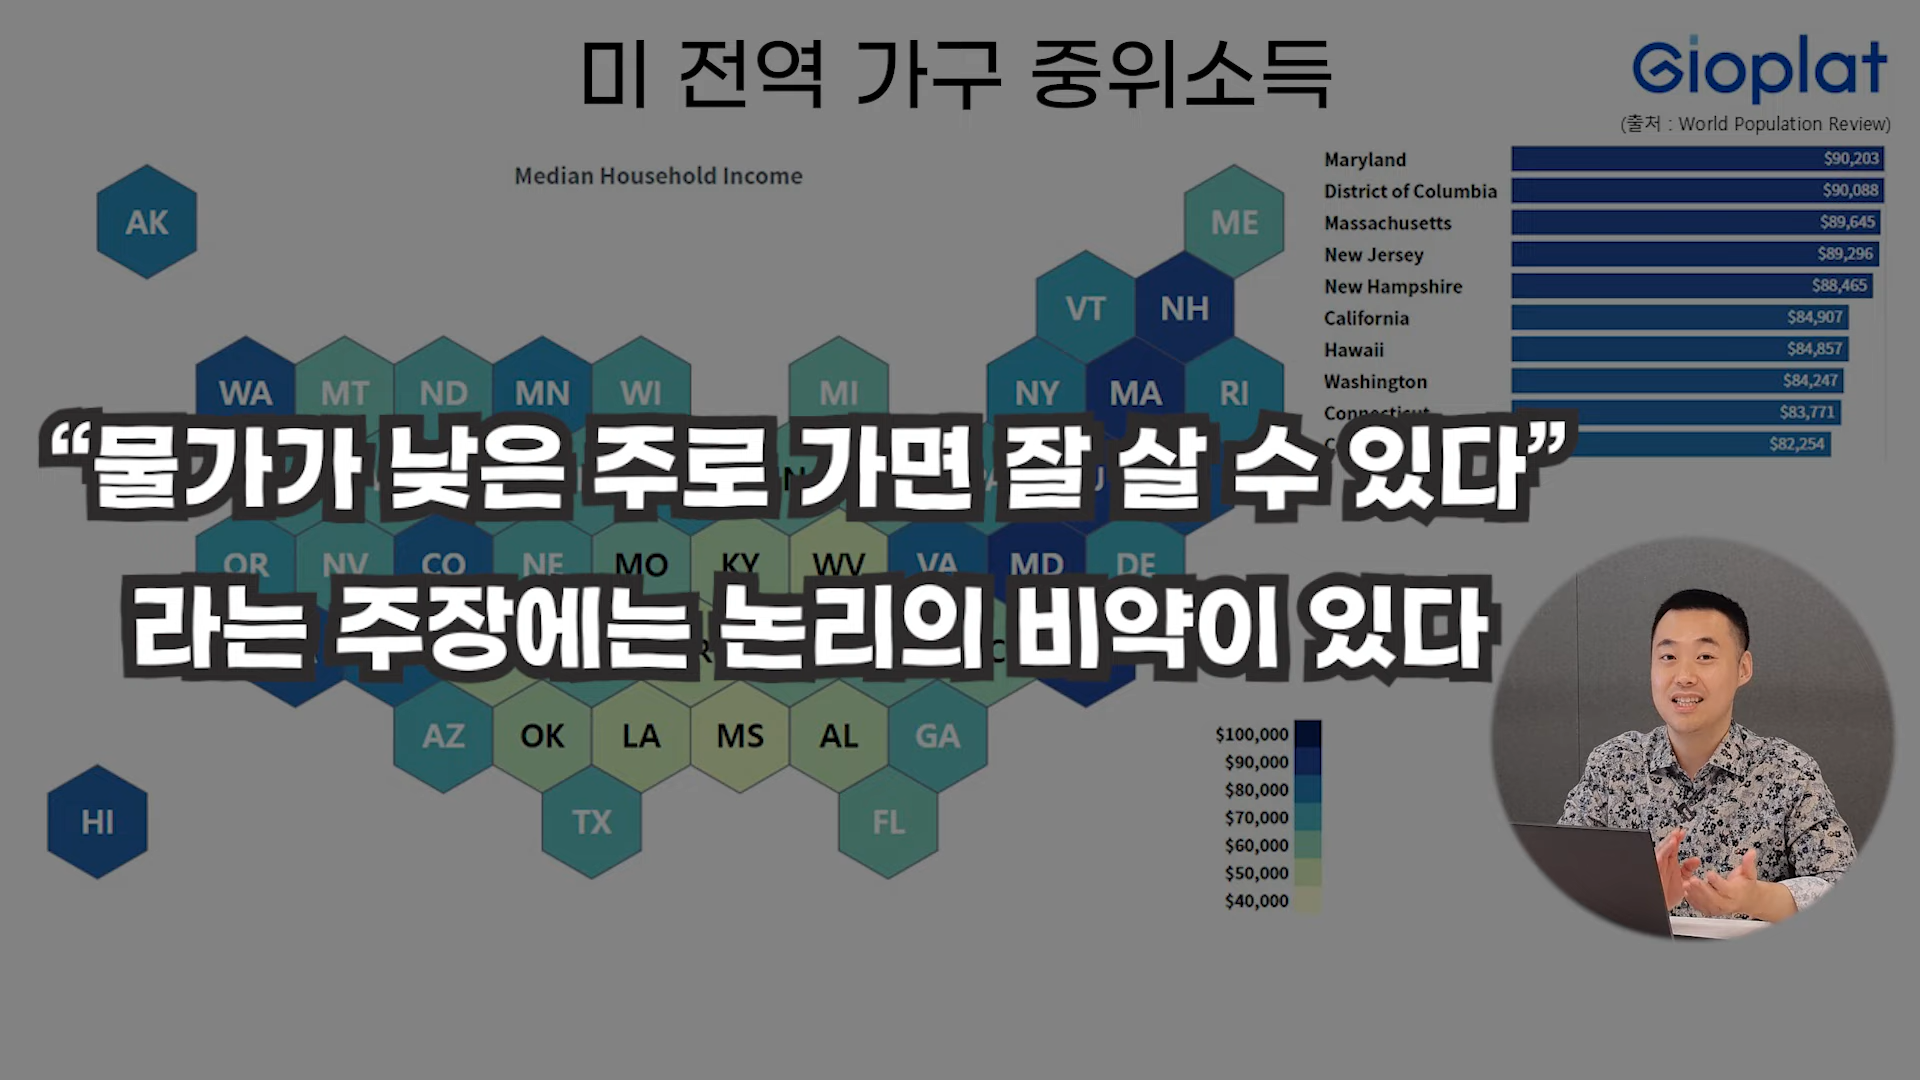 미 전역 가구 중위소득
Gioplat
(출처 : World Population Review)
Median Household Income
Maryland $90,203
District of Columbia $90,088
Massachusetts $89,645
New Jersey $89,296
New Hampshire $88,465
California $84,907
Hawaii $84,857
Washington $84,247
Connecticut $83,771
$82,254
AK
ME
VT NH
WA MT ND MN WI MI NY MA RI
“물가가 낮은 주로 가면 잘 살 수 있다”
OR NV CO NE MO KY WV VA MD DE
라는 주장에는 논리의 비약이 있다
AZ OK LA MS AL GA
HI TX FL
$100,000
$90,000
$80,000
$70,000
$60,000
$50,000
$40,000